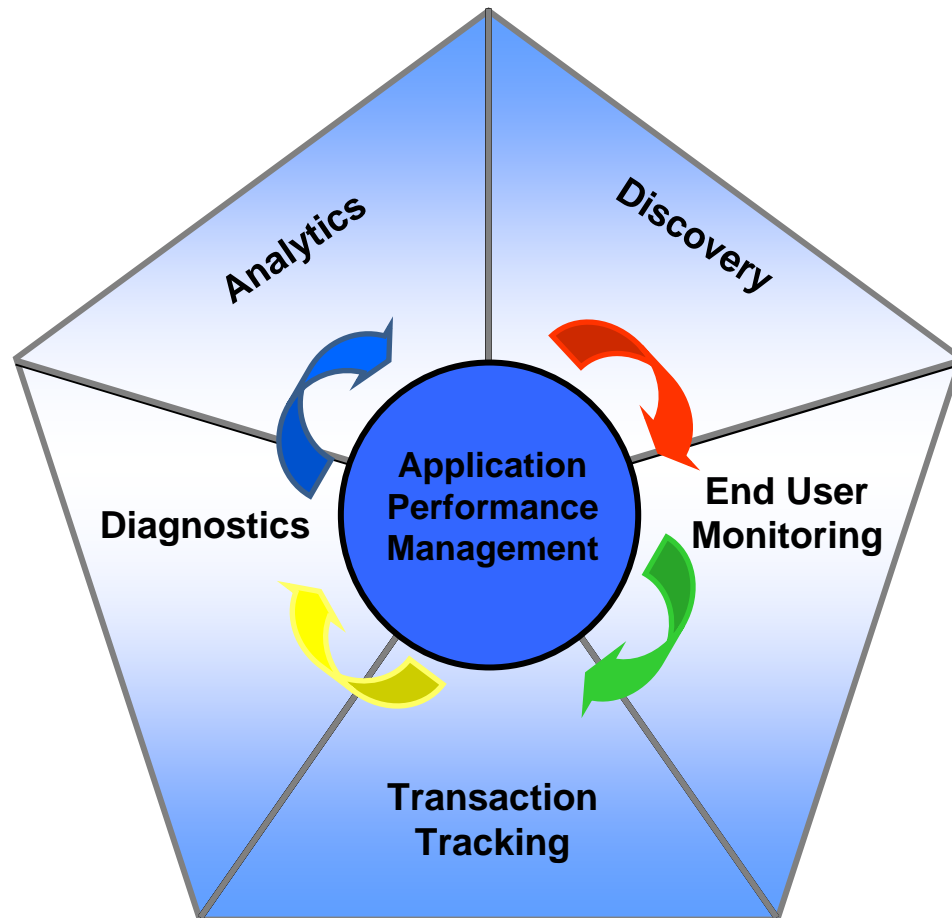 Analytics
Discovery
Application
Performance
Management
End User
Monitoring
Diagnostics
Transaction
Tracking